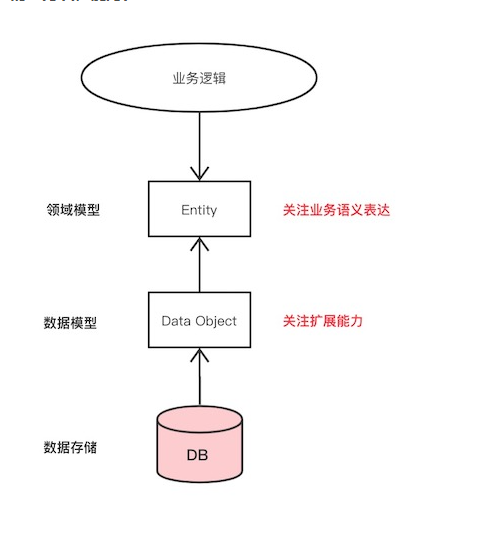 业务逻辑
领域模型
Entity
关注业务语义表达
数据模型
Data Object
关注扩展能力
数据存储
DB